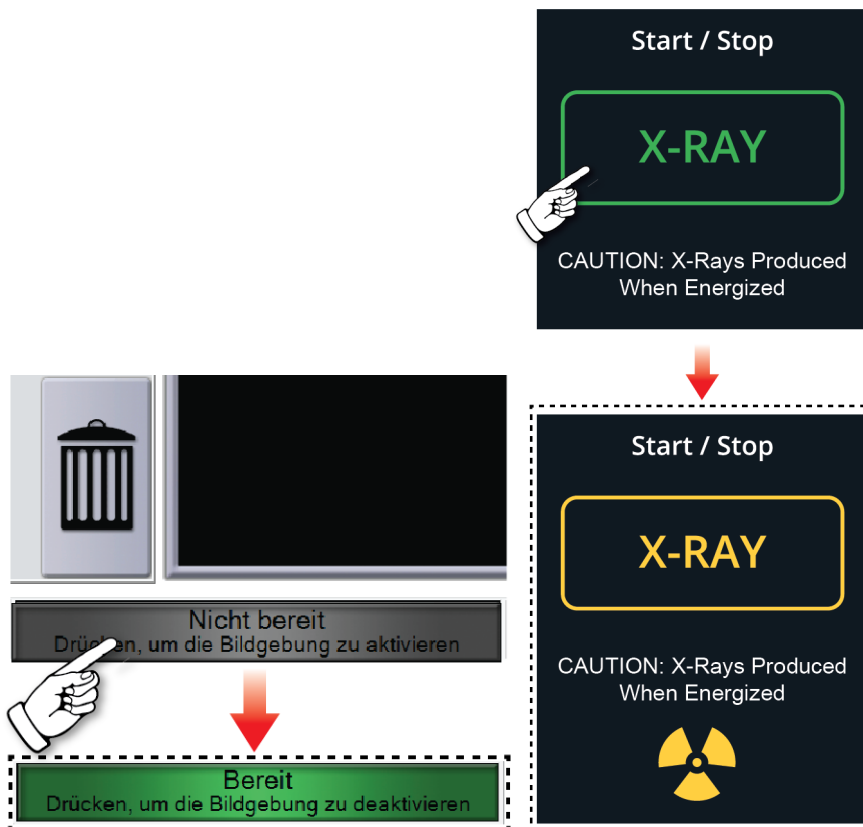 Start / Stop
X-RAY
CAUTION: X-Rays Produced
When Energized
Nicht bereit
Drücken, um die Bildgebung zu aktivieren
Bereit
Drücken, um die Bildgebung zu deaktivieren
Start / Stop
X-RAY
CAUTION: X-Rays Produced
When Energized